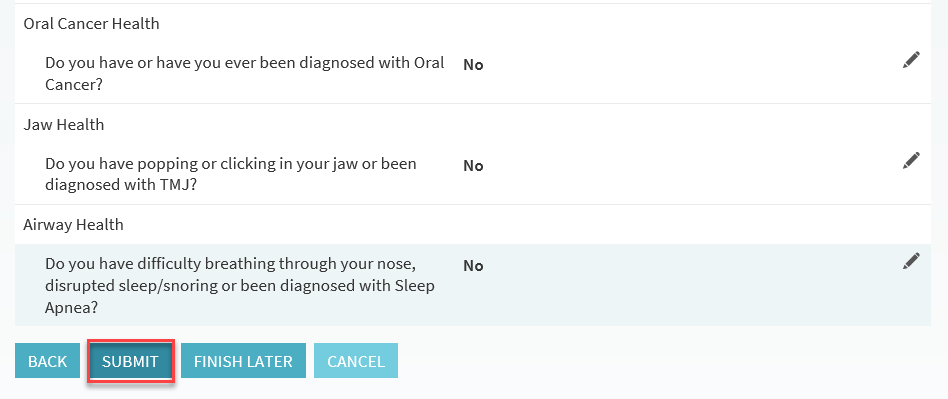 Oral Cancer Health
Do you have or have you ever been diagnosed with Oral No
Cancer?
Jaw Health
Do you have popping or clicking in your jaw or been No
diagnosed with TMJ?
Airway Health
Do you have difficulty breathing through your nose, No
disrupted sleep/snoring or been diagnosed with Sleep
Apnea?
BACK SUBMIT FINISH LATER CANCEL